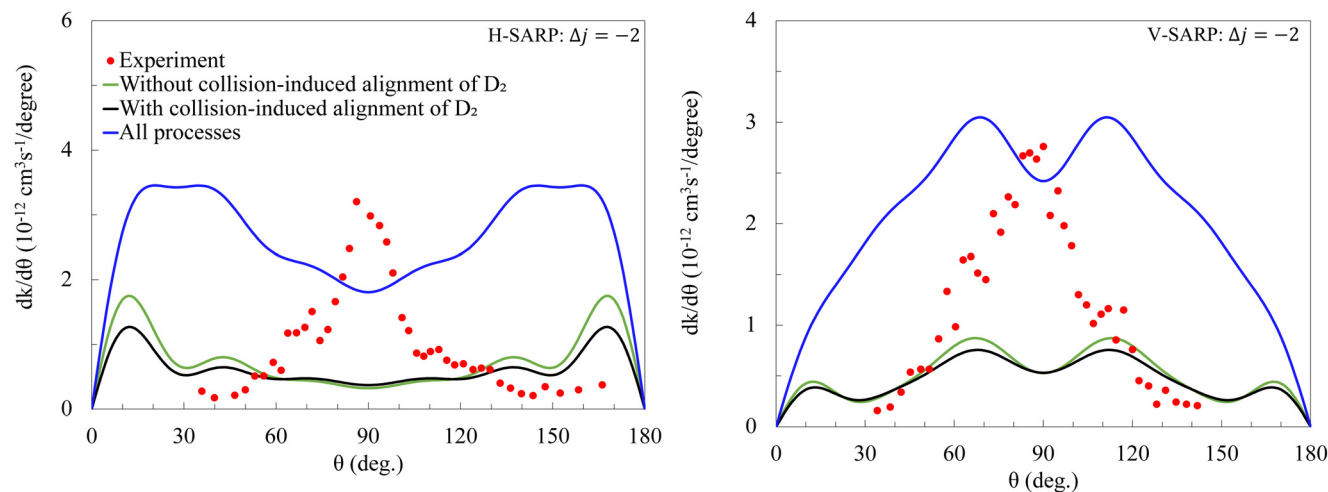 H-SARP: Δj = −2
Experiment
Without collision-induced alignment of D₂
With collision-induced alignment of D₂
All processes
dk/dθ (10⁻¹² cm³s⁻¹/degree)
6
4
2
0
0 30 60 90 120 150 180
θ (deg.)
V-SARP: Δj = −2
dk/dθ (10⁻¹² cm³s⁻¹/degree)
4
3
2
1
0
0 30 60 90 120 150 180
θ (deg.)